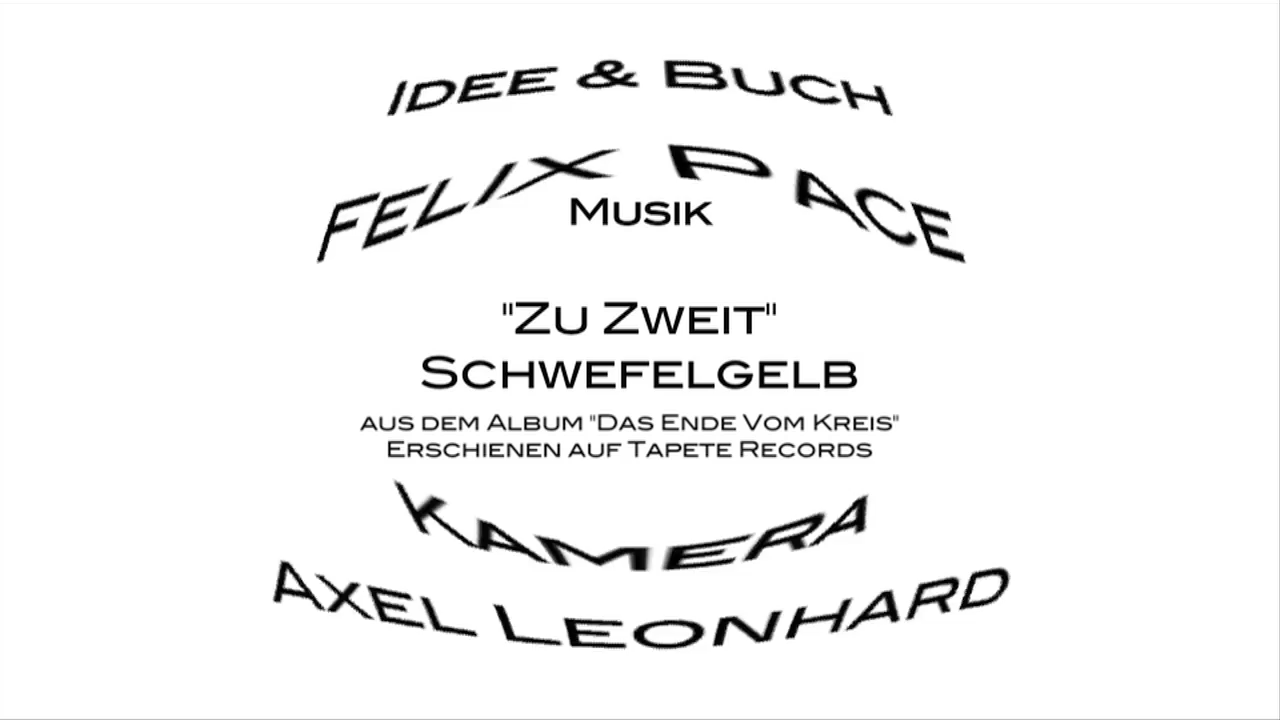 Idee & Buch
Felix Pace
Musik
"Zu Zweit"
Schwefelgelb
aus dem Album "Das Ende Vom Kreis"
Erschienen auf Tapete Records
Kamera
Axel Leonhard